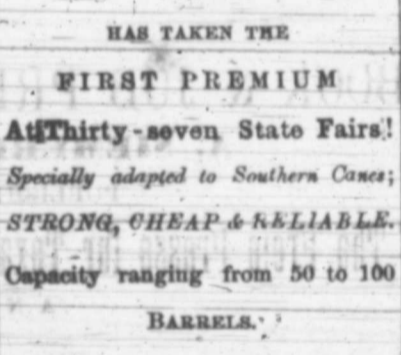 HAS TAKEN THE
FIRST PREMIUM
At Thirty-seven State Fairs!
Specially adapted to Southern Canes;
STRONG, CHEAP & RELIABLE.
Capacity ranging from 50 to 100
BARRELS.